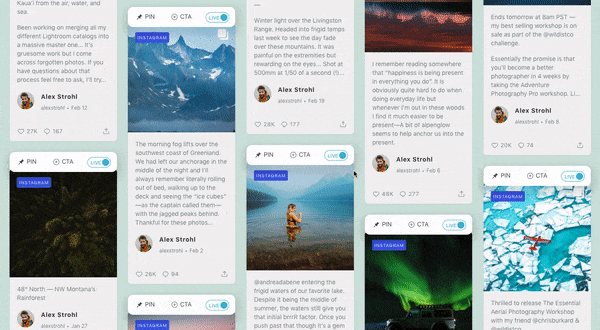 Kaua'i from the air, water, and
sea.
Been working on merging all my
different Lightroom catalogs into
a massive master one... It's
gruesome work but I come
across forgotten photos. If you
have questions about that
process feel free to ask, I'll try...
Alex Strohl
alexstrohl • Feb 12
27K
167
PIN
CTA
LIVE
INSTAGRAM
48° North — NW Montana's
Rainforest
Alex Strohl
alexstrohl • Jan 27
PIN
CTA
LIVE
INSTAGRAM
The morning fog lifts over the
southwest coast of Greenland.
We had left our anchorage in the
middle of the night and I'll
always remember literally rolling
out of bed, walking up to the
deck and seeing the "ice cubes"
—as the captain called them—
with the jagged peaks behind.
Thankful for these photos...
Alex Strohl
alexstrohl • Feb 2
26K
94
PIN
CTA
LIVE
INSTAGRAM
—
Winter light over the Livingston
Range. Headed into frigid temps
last week to see the day fade
over these mountains. It was
painful on the extremities but
rewarding on the eyes... Shot at
500mm at 1/50 of a second (!)...
Alex Strohl
alexstrohl • Feb 19
28K
177
PIN
CTA
LIVE
INSTAGRAM
@andreadabene entering the
frigid waters of our favorite lake.
Despite it being the middle of
summer, the waters still give you
that initial brrrR factor. Once you
push past that though it's a gem
I remember reading somewhere
that "happiness is being present
in everything you do". It is
obviously quite hard to do when
doing everyday life but
whenever I'm out in these woods
I find it much easier to be
present—A bit of alpenglow
seems to help anchor us into the
present.
Alex Strohl
alexstrohl • Feb 6
46K
277
PIN
CTA
LIVE
INSTAGRAM
Ends tomorrow at 8am PST —
my best selling workshop is on
sale as part of the @wildistco
challenge.
Essentially the promise is that
you'll become a better
photographer in 4 weeks by
taking the Adventure
Photography Pro workshop. Li...
Alex Strohl
alexstrohl • Feb 6
20K
74
PIN
CTA
LIVE
INSTAGRAM
Thrilled to release The Essential
Aerial Photography Workshop
with my friend @chrisburkard &
@wildistco